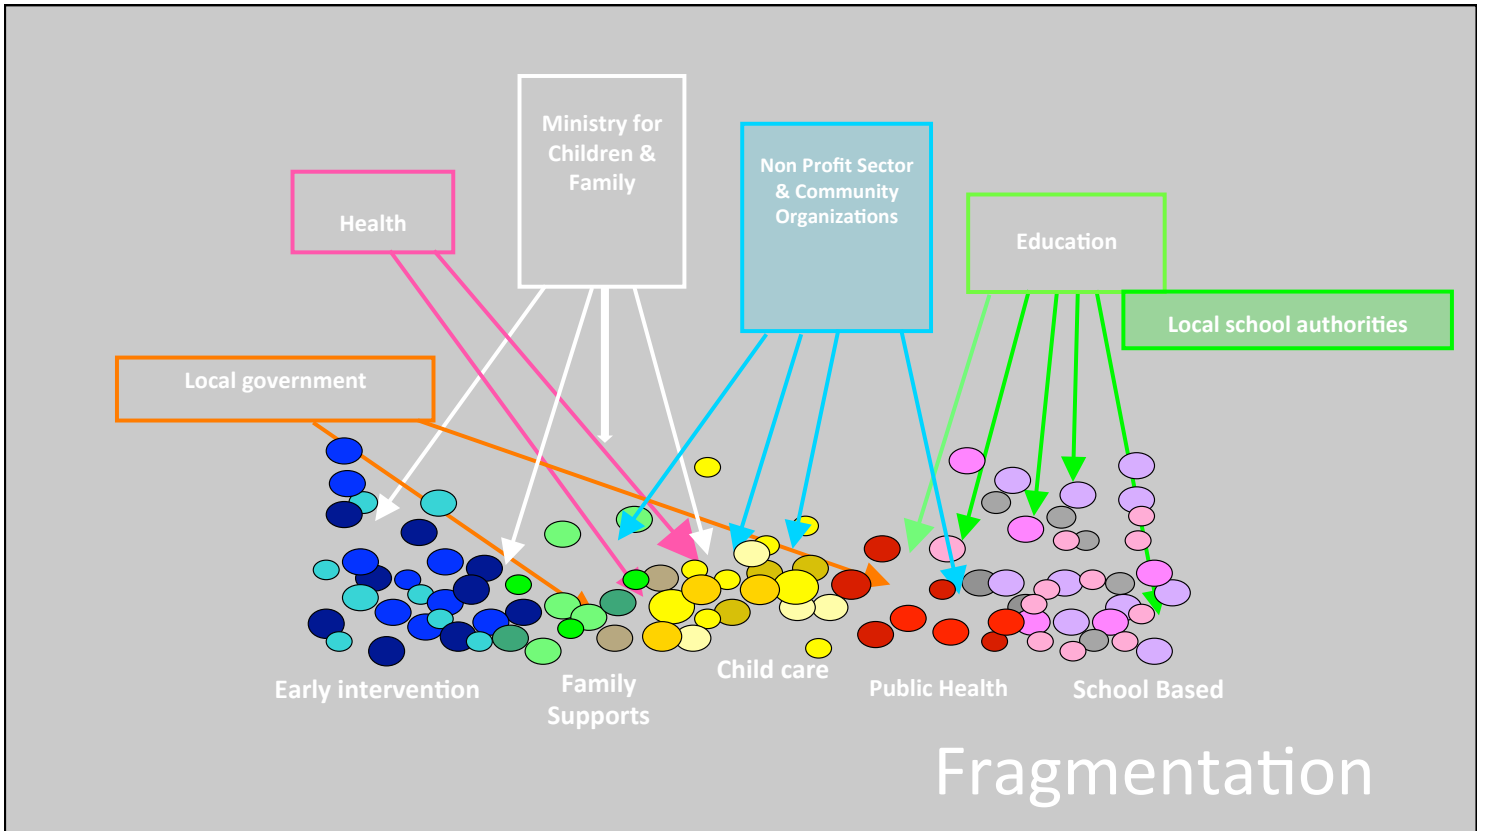 Ministry for
Children &
Family
Non Profit Sector
& Community
Organizations
Health
Education
Local school authorities
Local government
Early intervention
Family
Supports
Child care
Public Health
School Based
Fragmentation